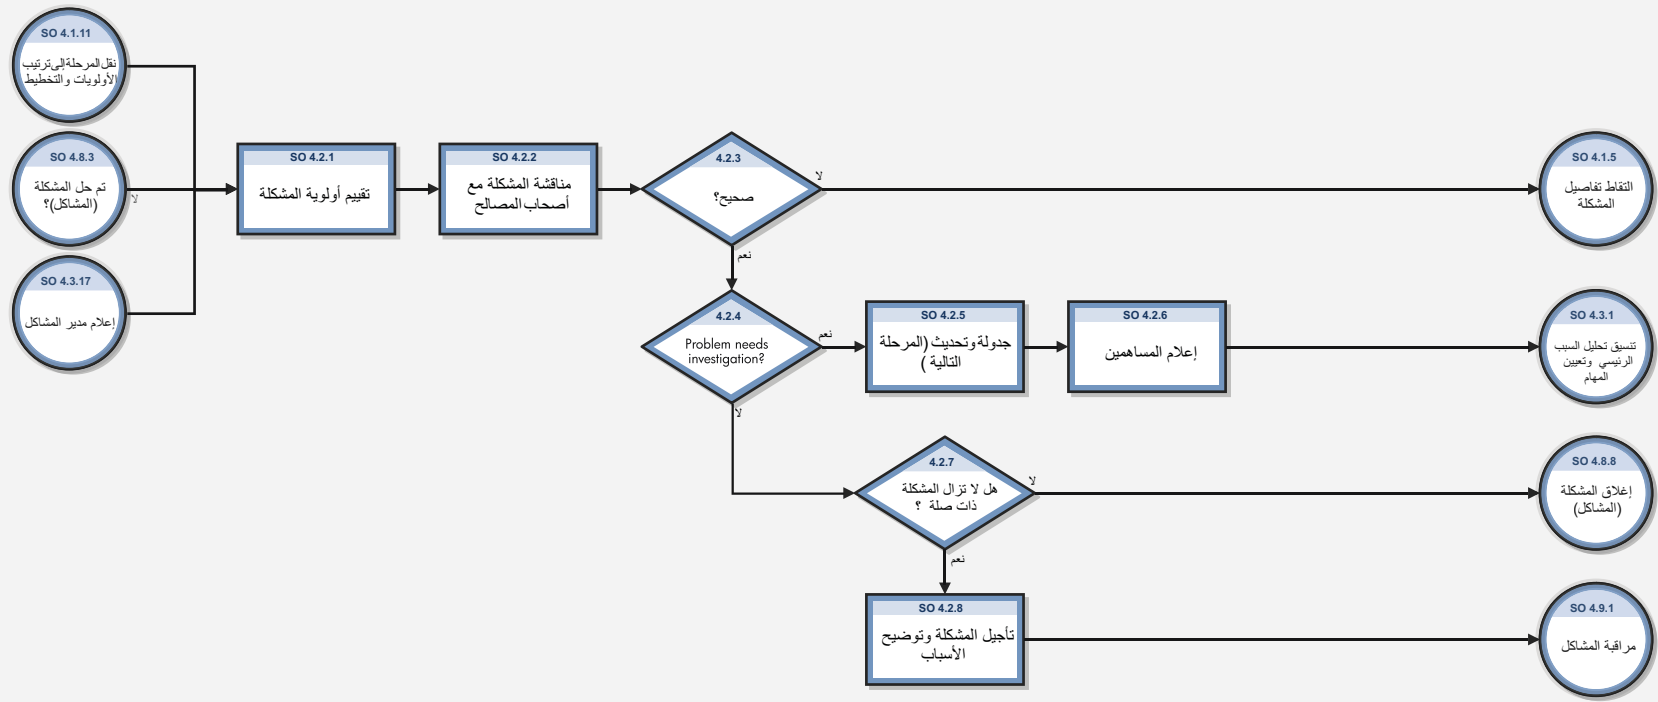 SO 4.1.11
نقل المرحلة إلى ترتيب
الأولويات والتخطيط
SO 4.8.3
تم حل المشكلة
(المشاكل)؟
لا
SO 4.3.17
إعلام مدير المشاكل
SO 4.2.1
تقييم أولوية المشكلة
SO 4.2.2
مناقشة المشكلة مع
أصحاب المصالح
4.2.3
صحيح؟
لا
نعم
SO 4.1.5
التقاط تفاصيل
المشكلة
4.2.4
Problem needs
investigation?
نعم
لا
SO 4.2.5
جدولة وتحديث (المرحلة
التالية )
SO 4.2.6
إعلام المساهمين
SO 4.3.1
تنسيق تحليل السبب
الرئيسي وتعيين
المهام
4.2.7
هل لا تزال المشكلة
ذات صلة ؟
لا
نعم
SO 4.8.8
إغلاق المشكلة
(المشاكل)
SO 4.2.8
تأجيل المشكلة وتوضيح
الأسباب
SO 4.9.1
مراقبة المشاكل